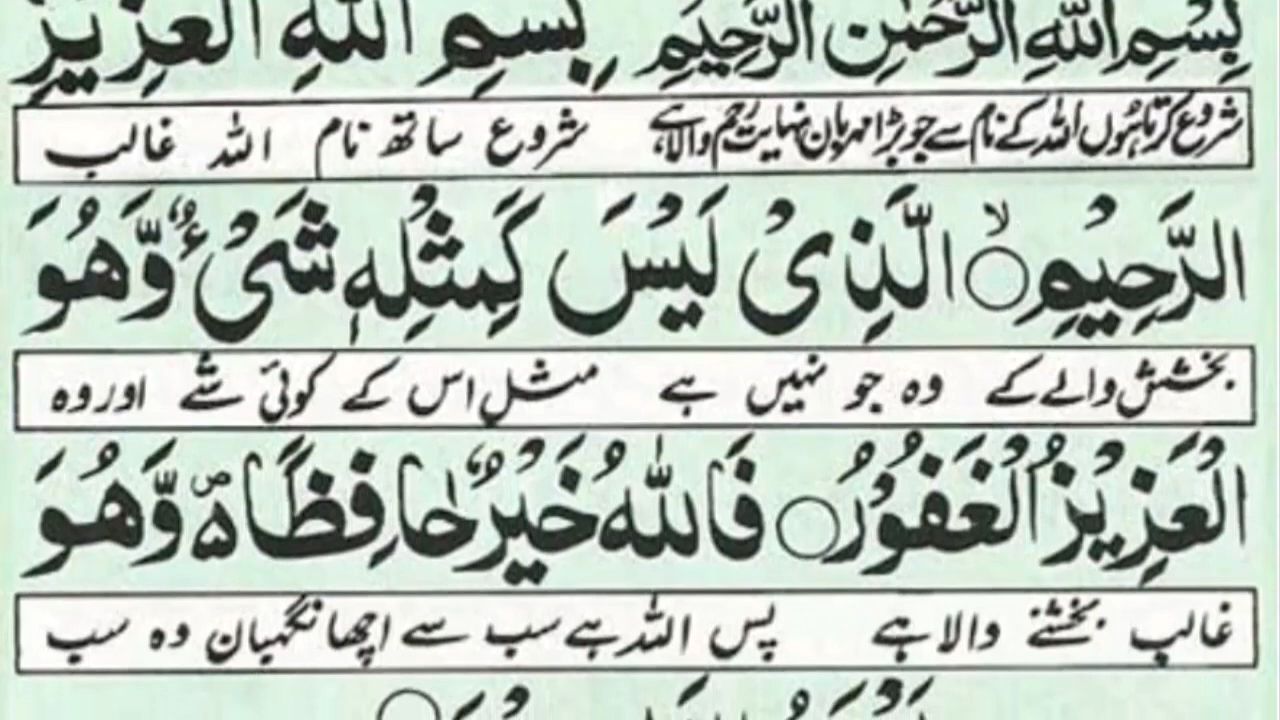 بِسْمِ اللّٰهِ الرَّحْمٰنِ الرَّحِيْمِ بِسْمِ اللّٰهِ الْعَزِيْزِ
شروع کرتا ہوں اللہ کے نام سے جو بڑا مہربان نہایت رحم والا ہے شروع ساتھ نام اللہ غالب
الرَّحِيْمِ ۙ الَّذِىْ لَيْسَ كَمِثْلِهٖ شَىْءٌ وَّهُوَ
بخشش والے کے وہ جو نہیں ہے مثل اس کے کوئی شے اور وہ
الْعَزِيْزُ الْغَفُوْرُ ○ فَاللّٰهُ خَيْرٌ حٰافِظًا ۵ص وَّهُوَ
غالب بخشنے والا ہے پس اللہ ہے سب سے اچھا نگہبان وہ سب